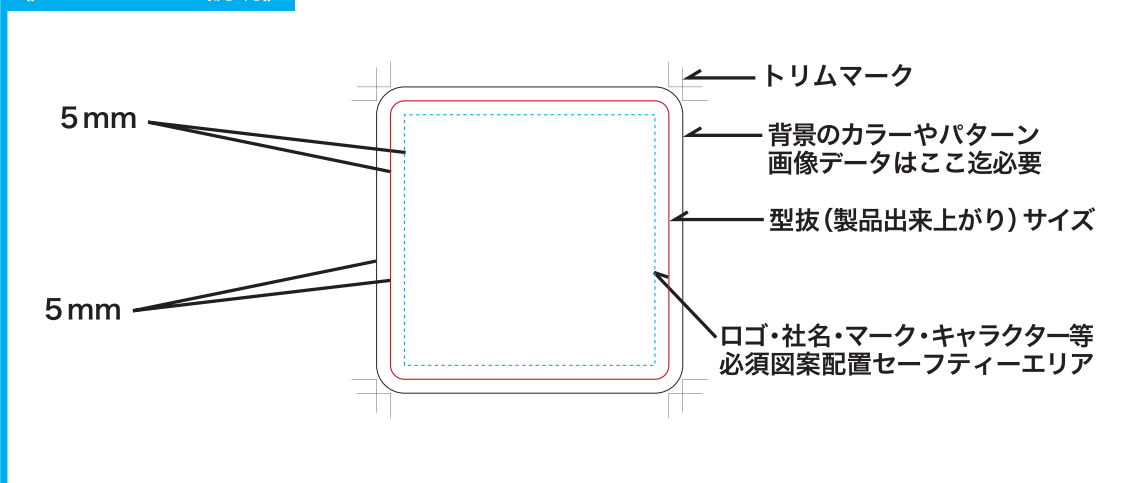 トリムマーク
5mm
背景のカラーやパターン
画像データはここ迄必要
型抜(製品出来上がり)サイズ
5mm
ロゴ・社名・マーク・キャラクター等
必須図案配置セーフティーエリア